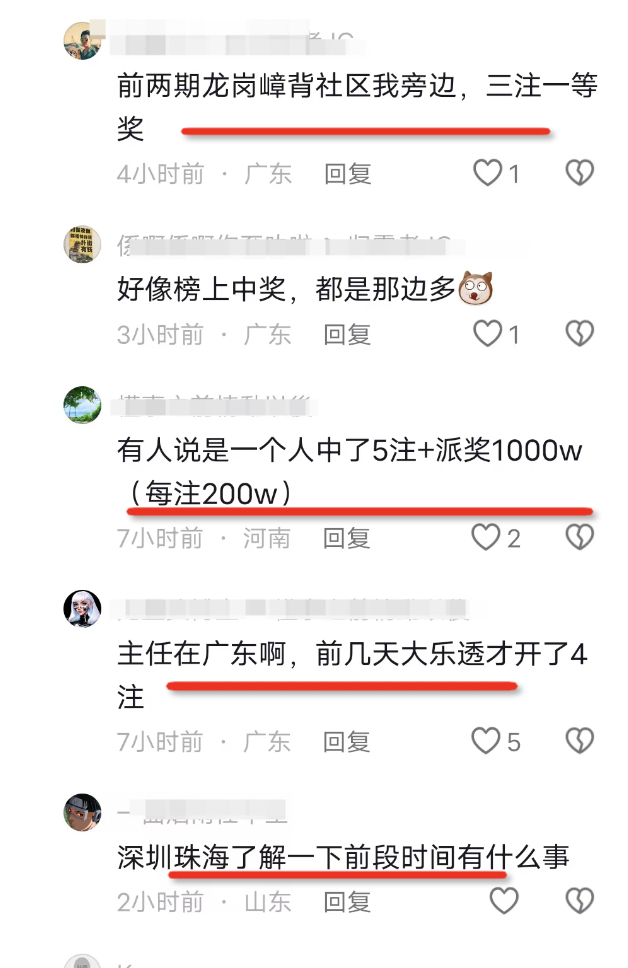 前两期龙岗嶂背社区我旁边，三注一等
奖
4小时前 · 广东 回复 1
好像榜上中奖，都是那边多
3小时前 · 广东 回复 1
有人说是一个人中了5注+派奖1000w
（每注200w）
7小时前 · 河南 回复 2
主任在广东啊，前几天大乐透才开了4
注
7小时前 · 广东 回复 5
深圳珠海了解一下前段时间有什么事
2小时前 · 山东 回复